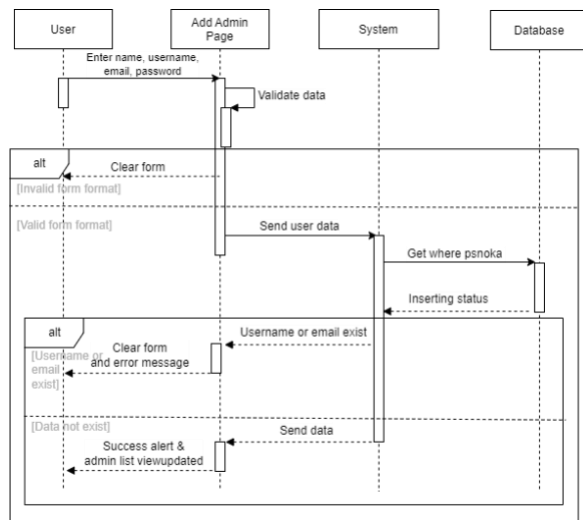 User
Add Admin
Page
System
Database
Enter name, username,
email, password
Validate data
alt
Clear form
[Invalid form format]
[Valid form format]
Send user data
Get where psnoka
Inserting status
alt
Username or email exist
[Username or
email
exist]
Clear form
and error message
[Data not exist]
Send data
Success alert &
admin list viewupdated